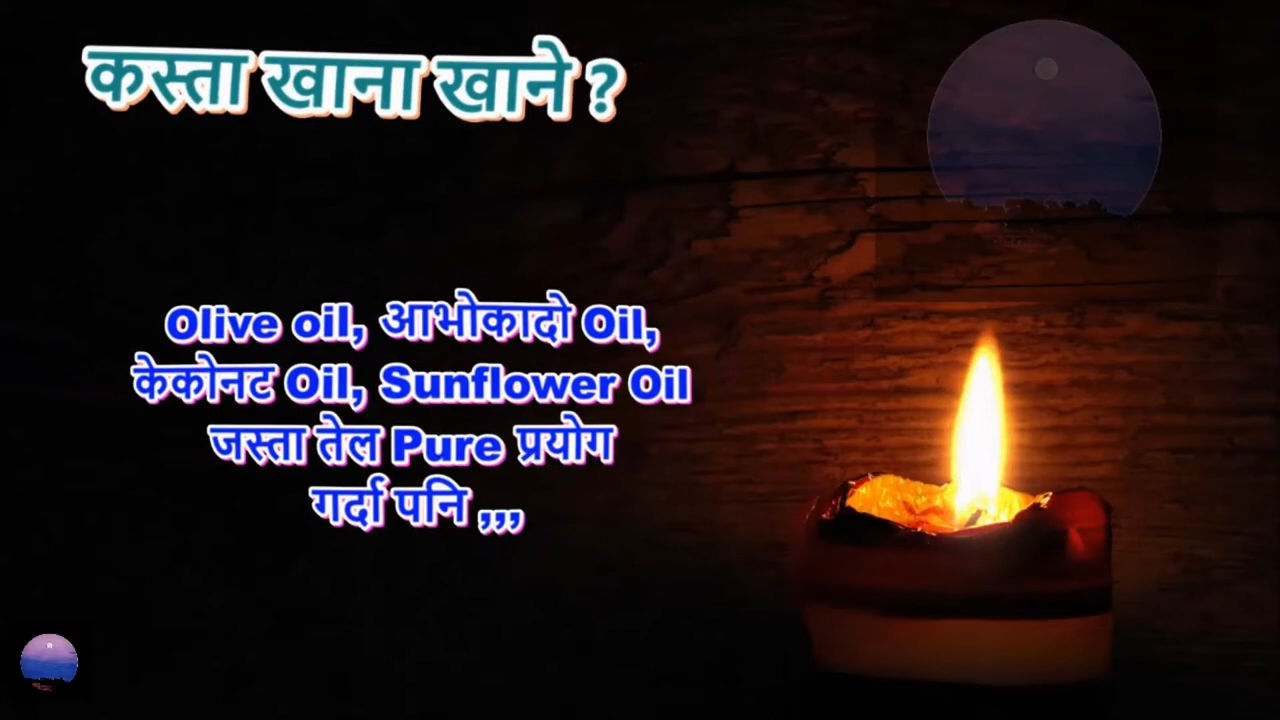 कस्ता खाना खाने ?
Olive oil, आभोकादो Oil,
केकोनट Oil, Sunflower Oil
जस्ता तेल Pure प्रयोग
गर्दा पनि ,,,